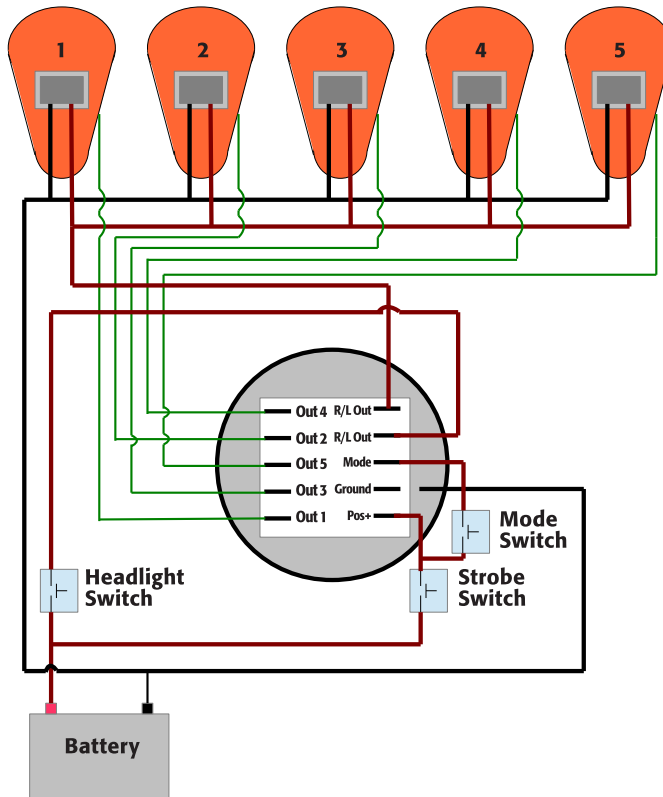 1 2 3 4 5
Out 4 R/L Out
Out 2 R/L Out
Out 5 Mode
Out 3 Ground
Out 1 Pos+
Mode
Switch
Headlight
Switch
Strobe
Switch
Battery